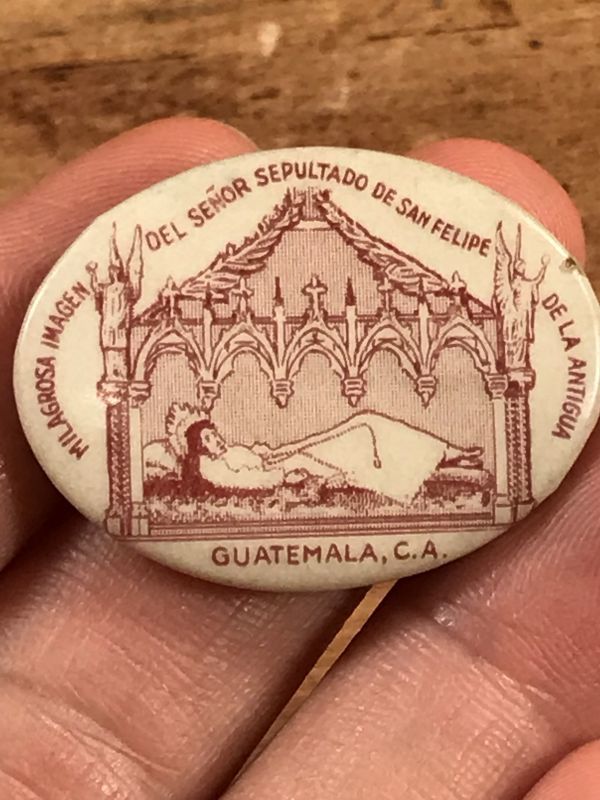 MILAGROSA IMAGEN DEL SEÑOR SEPULTADO DE SAN FELIPE DE LA ANTIGUA
GUATEMALA, C.A.